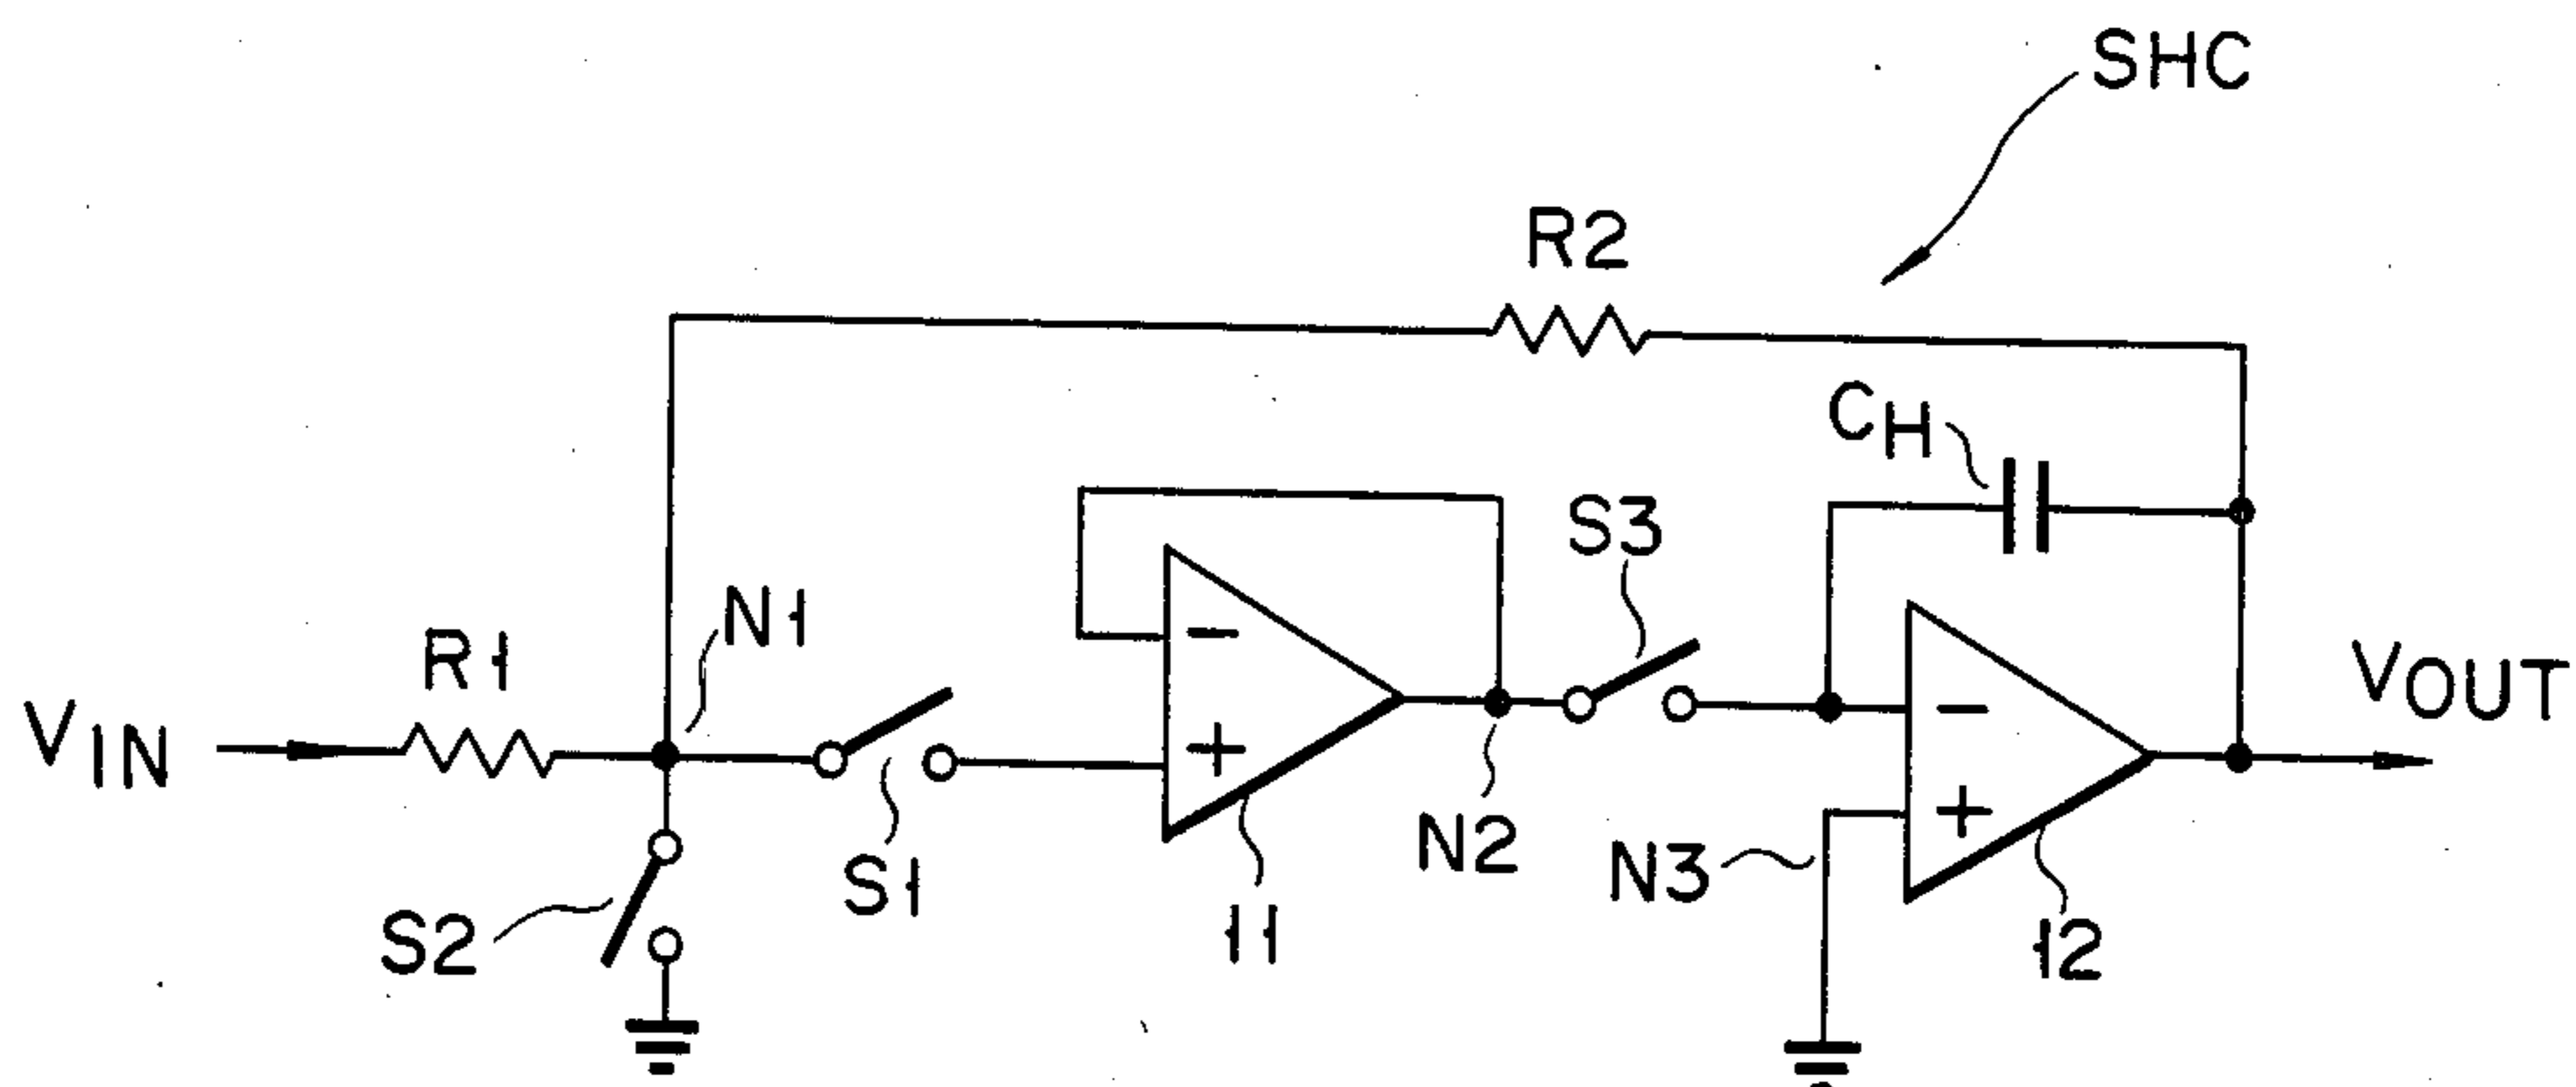 SHC
R2
CH
S3
N1
R1
VIN
VOUT
-
+
-
+
S1
S2
11
N2
N3
12